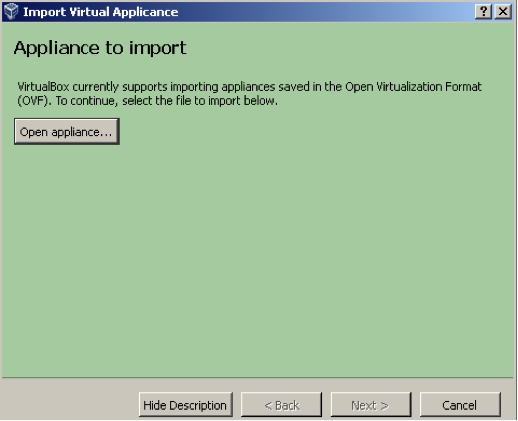 Import Virtual Applicance
Appliance to import
VirtualBox currently supports importing appliances saved in the Open Virtualization Format
(OVF). To continue, select the file to import below.
Open appliance...
Hide Description
< Back
Next >
Cancel